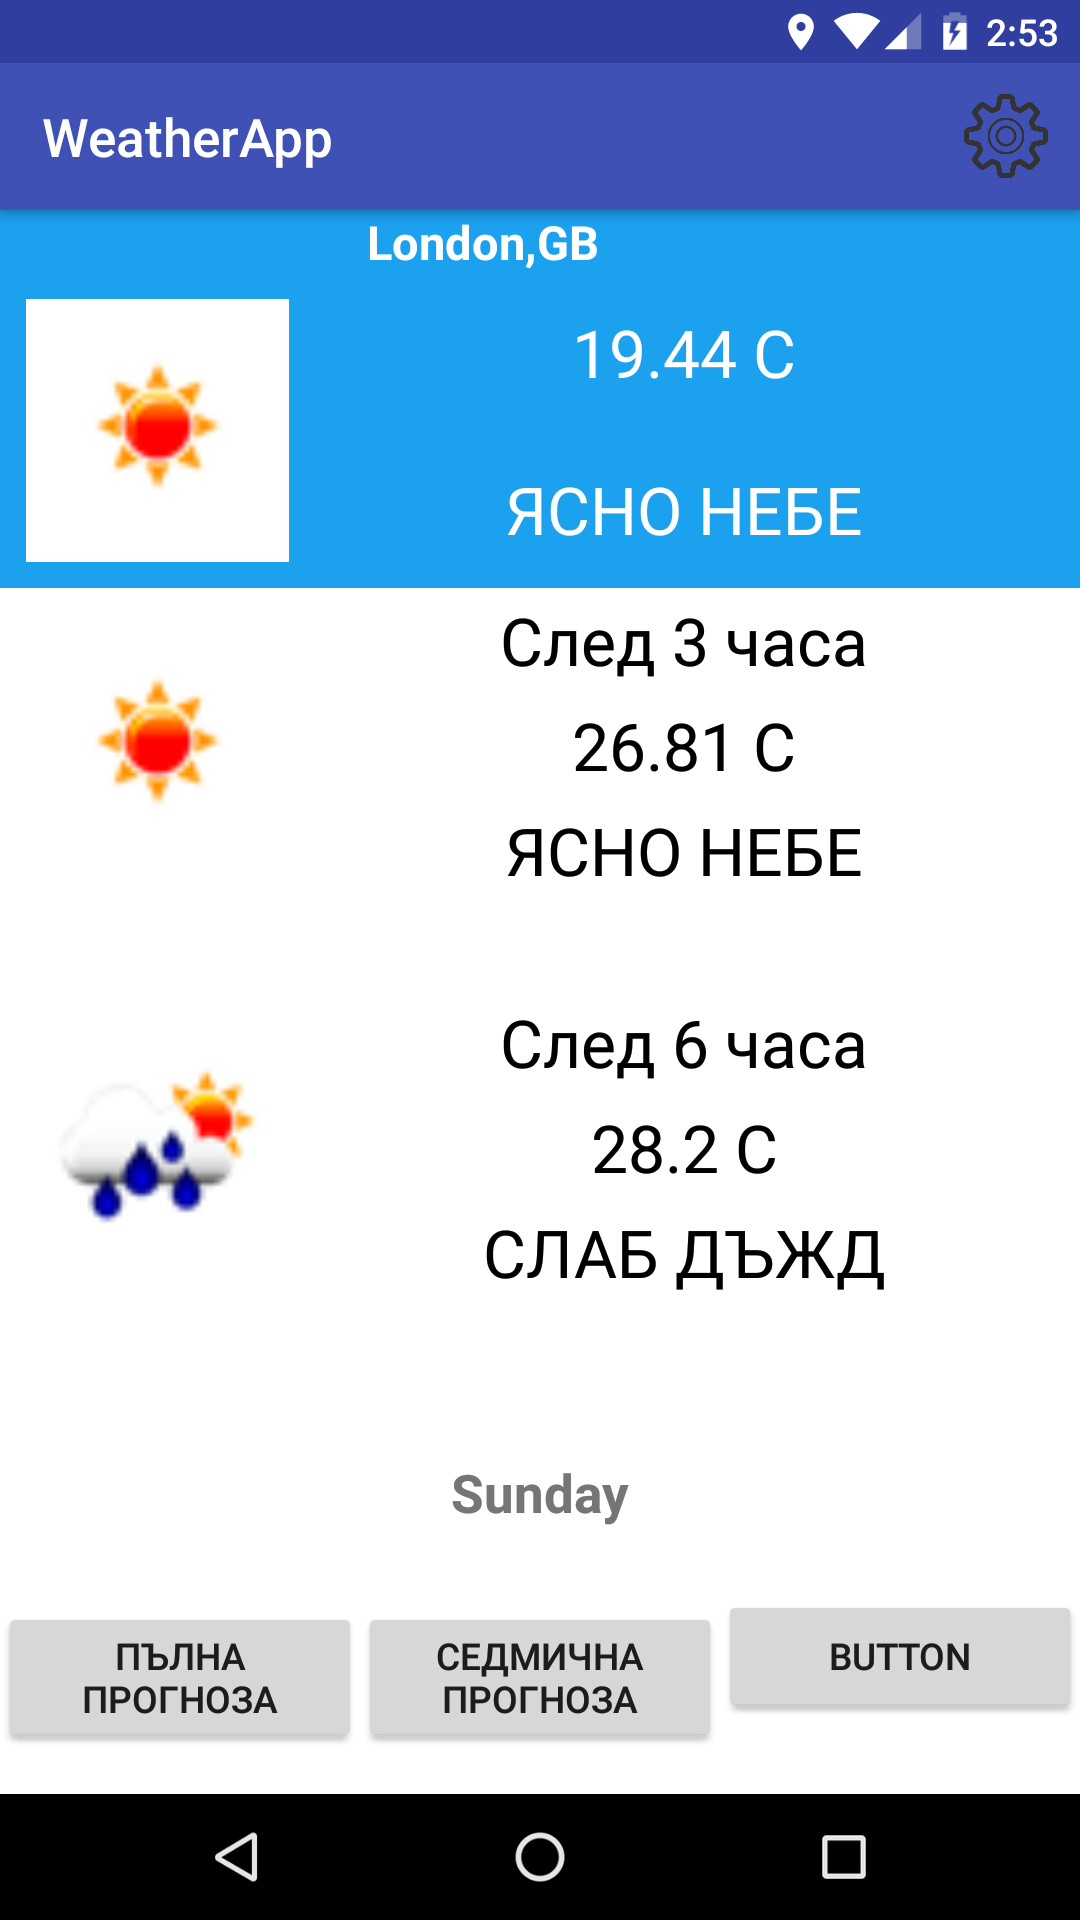 2:53
WeatherApp
London,GB
19.44 C
ЯСНО НЕБЕ
След 3 часа
26.81 C
ЯСНО НЕБЕ
След 6 часа
28.2 C
СЛАБ ДЪЖД
Sunday
ПЪЛНА
ПРОГНОЗА
СЕДМИЧНА
ПРОГНОЗА
BUTTON